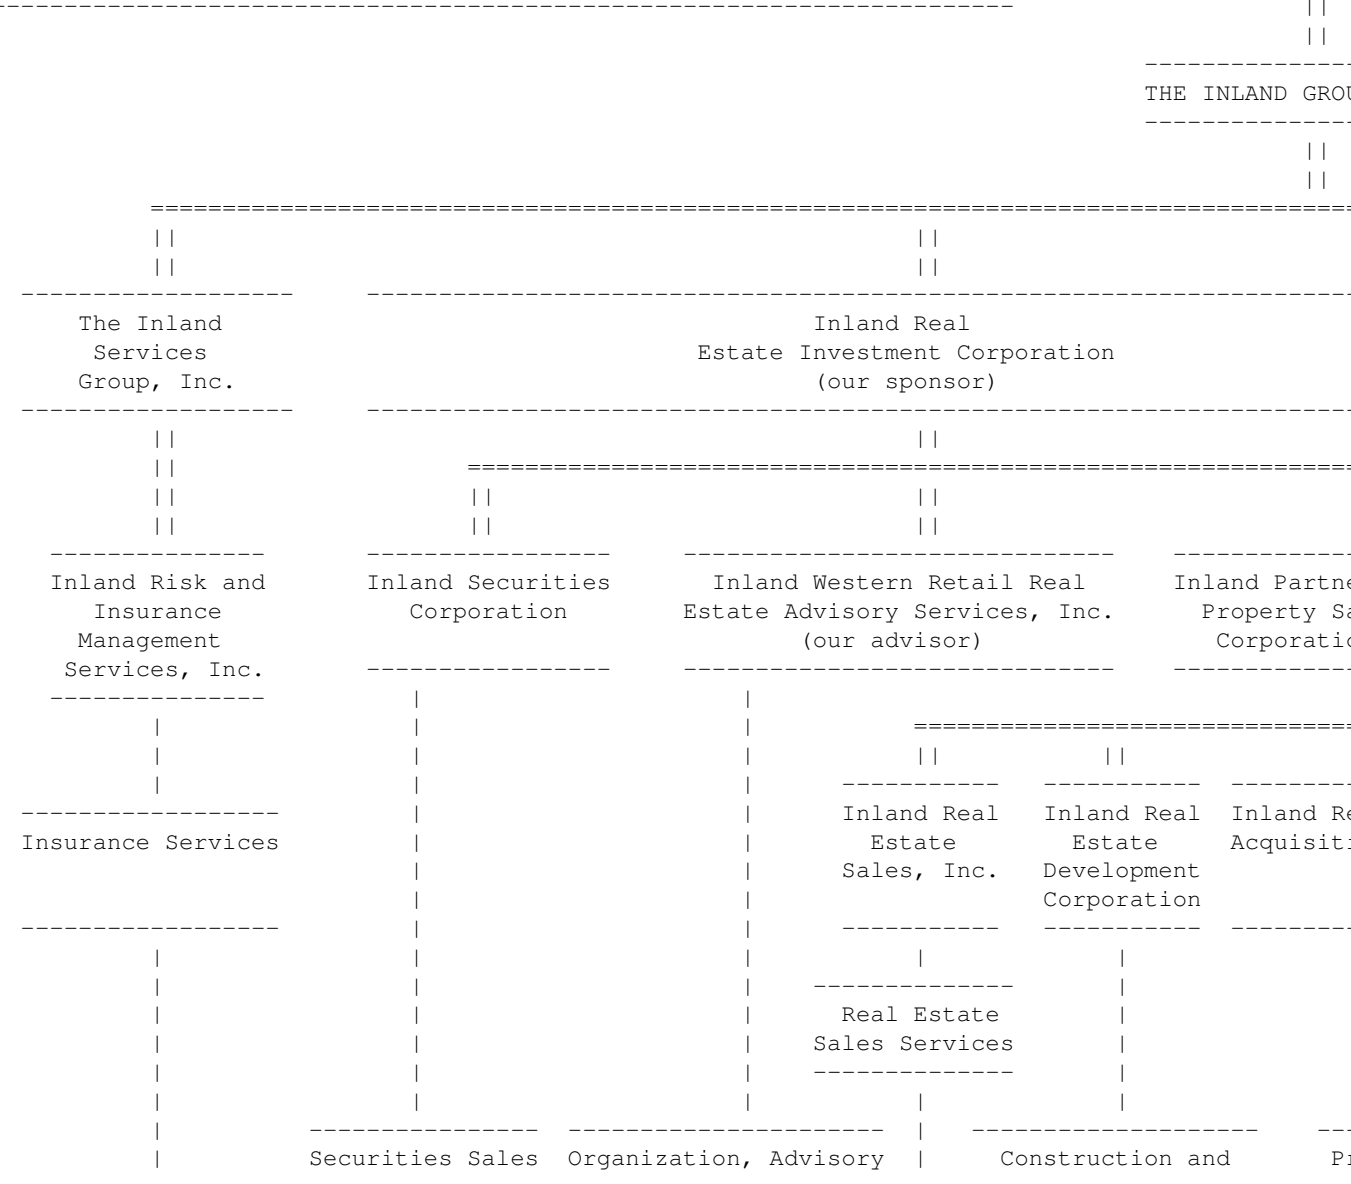 THE INLAND GROU
The Inland Inland Real
Services Estate Investment Corporation
Group, Inc. (our sponsor)
Inland Risk and Inland Securities Inland Western Retail Real Inland Partne
Insurance Corporation Estate Advisory Services, Inc. Property Sa
Management (our advisor) Corporatio
Services, Inc.
Inland Real Inland Real Inland Re
Insurance Services Estate Estate Acquisiti
Sales, Inc. Development
Corporation
Real Estate
Sales Services
Securities Sales Organization, Advisory Construction and Pr